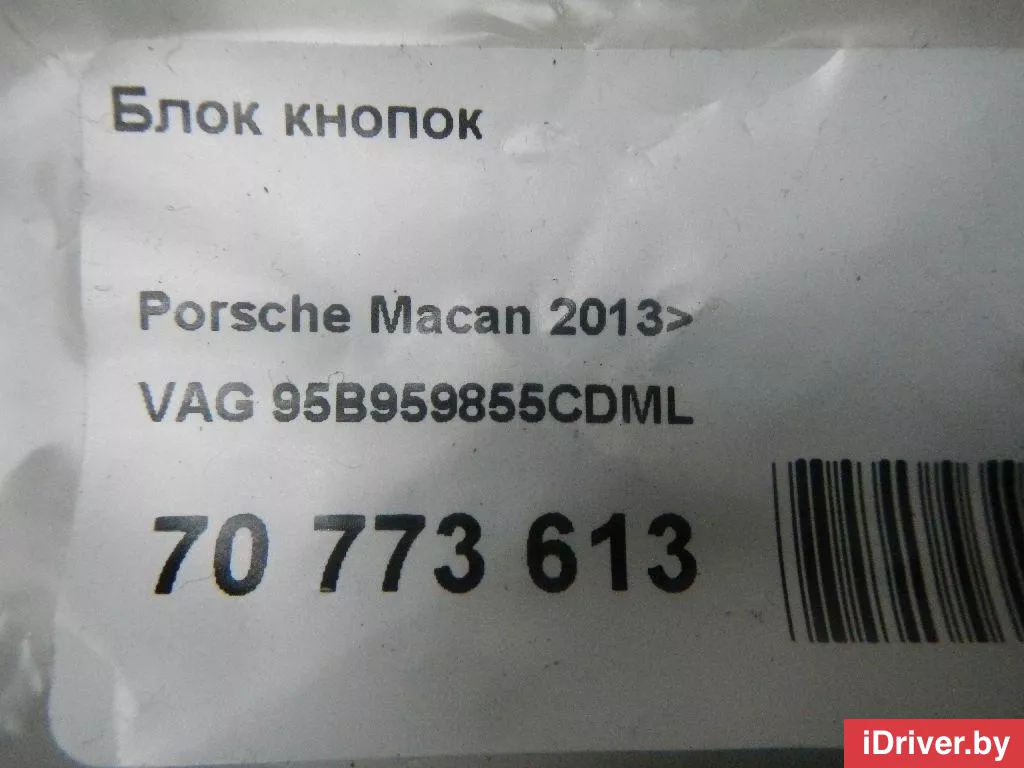 Блок кнопок
Porsche Macan 2013>
VAG 95B959855CDML
70 773 613
iDriver.by